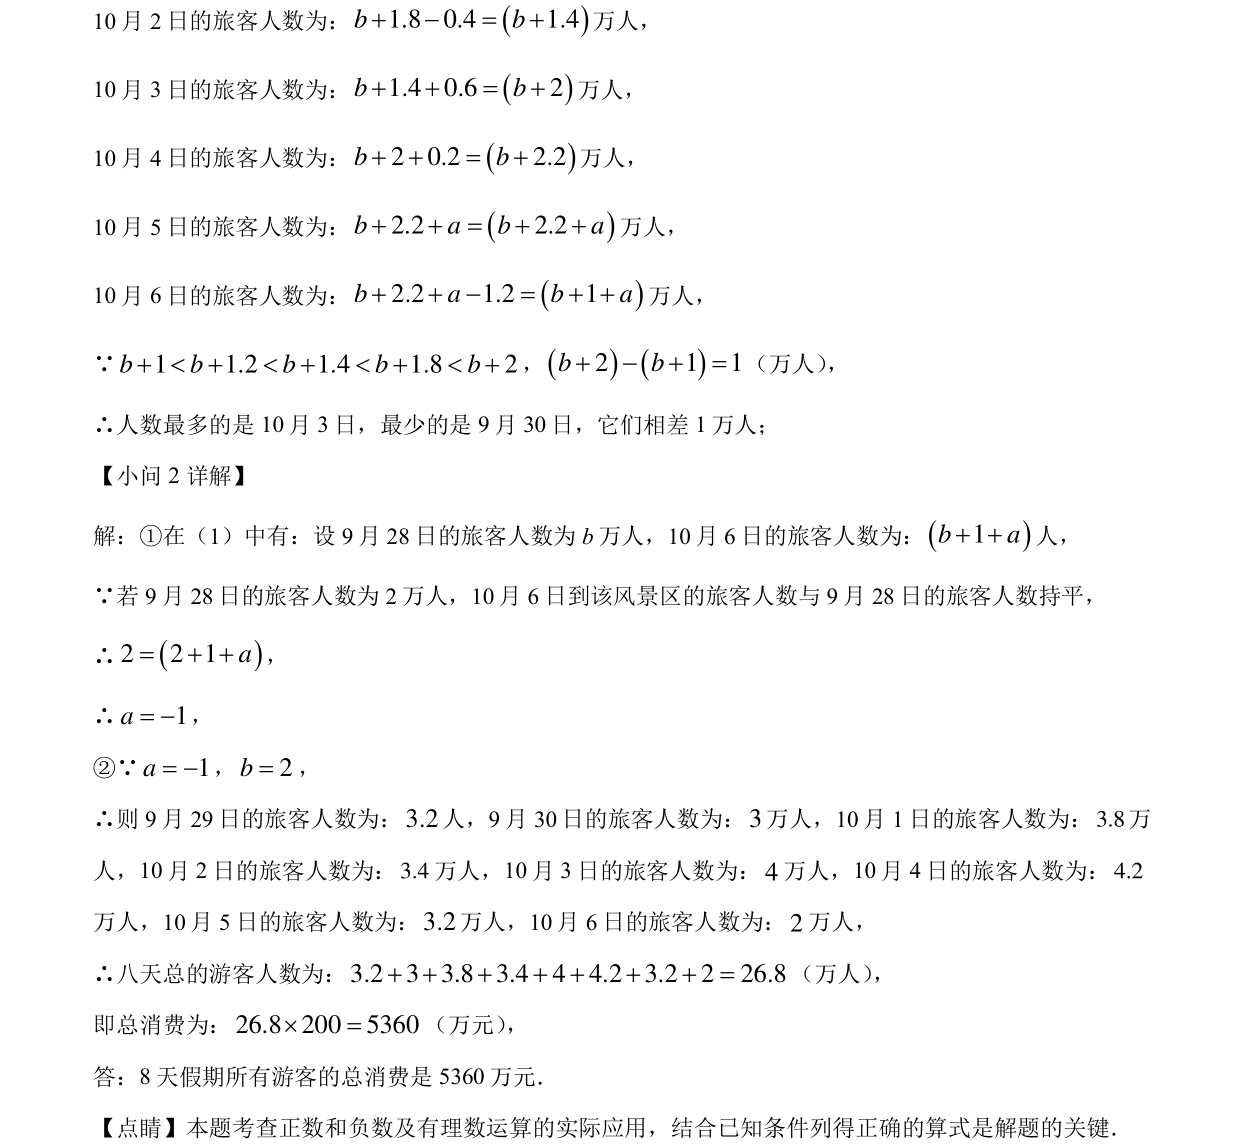 10月2日的旅客人数为：b+1.8−0.4=(b+1.4)万人，
10月3日的旅客人数为：b+1.4+0.6=(b+2)万人，
10月4日的旅客人数为：b+2+0.2=(b+2.2)万人，
10月5日的旅客人数为：b+2.2+a=(b+2.2+a)万人，
10月6日的旅客人数为：b+2.2+a−1.2=(b+1+a)万人，
∵b+1<b+1.2<b+1.4<b+1.8<b+2，(b+2)−(b+1)=1（万人），
∴人数最多的是10月3日，最少的是9月30日，它们相差1万人；
【小问2详解】
解：①在（1）中有：设9月28日的旅客人数为b万人，10月6日的旅客人数为：(b+1+a)人，
∵若9月28日的旅客人数为2万人，10月6日到该风景区的旅客人数与9月28日的旅客人数持平，
∴2=(2+1+a)，
∴a=−1，
②∵a=−1，b=2，
∴则9月29日的旅客人数为：3.2人，9月30日的旅客人数为：3万人，10月1日的旅客人数为：3.8万
人，10月2日的旅客人数为：3.4万人，10月3日的旅客人数为：4万人，10月4日的旅客人数为：4.2
万人，10月5日的旅客人数为：3.2万人，10月6日的旅客人数为：2万人，
∴八天总的游客人数为：3.2+3+3.8+3.4+4+4.2+3.2+2=26.8（万人），
即总消费为：26.8×200=5360（万元），
答：8天假期所有游客的总消费是5360万元．
【点睛】本题考查正数和负数及有理数运算的实际应用，结合已知条件列得正确的算式是解题的关键．